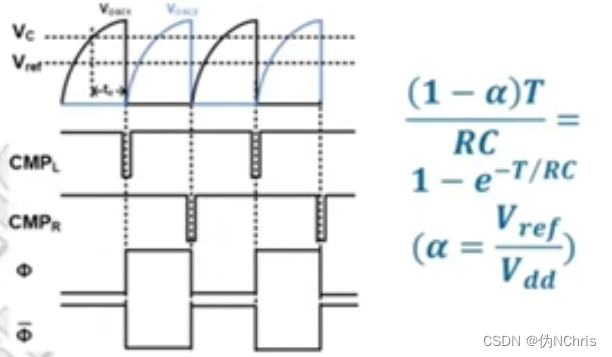 V_OSC1 V_OSC2
V_C
V_ref
t_d
CMP_L
CMP_R
Φ
Φ̅
(1 − α)T
RC
=
1 − e^{−T/RC}
(α = V_ref / V_dd)
CSDN @伪NChris